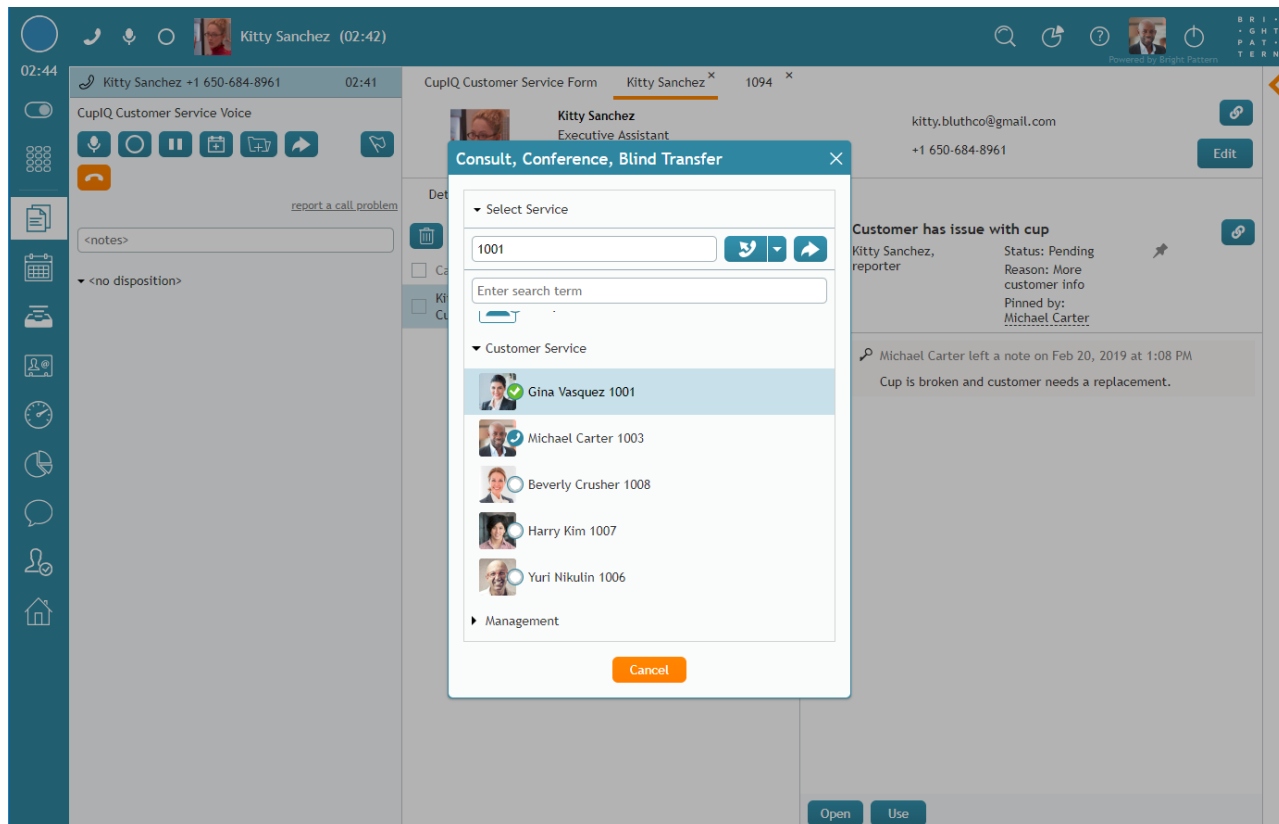 Kitty Sanchez (02:42)
Powered by Bright Pattern
B R I ·
· G H T
P A T ·
T E R N
02:44
Kitty Sanchez +1 650-684-8961 02:41
CupIQ Customer Service Voice
report a call problem
<notes>
<no disposition>
CupIQ Customer Service Form
Kitty Sanchez ×
1094 ×
Kitty Sanchez
Executive Assistant
kitty.bluthco@gmail.com
+1 650-684-8961
Edit
Det
Ca
Ki
Cu
Consult, Conference, Blind Transfer
Select Service
1001
Enter search term
Customer Service
Gina Vasquez 1001
Michael Carter 1003
Beverly Crusher 1008
Harry Kim 1007
Yuri Nikulin 1006
Management
Cancel
Customer has issue with cup
Kitty Sanchez,
reporter
Status: Pending
Reason: More
customer info
Pinned by:
Michael Carter
Michael Carter left a note on Feb 20, 2019 at 1:08 PM
Cup is broken and customer needs a replacement.
Open
Use